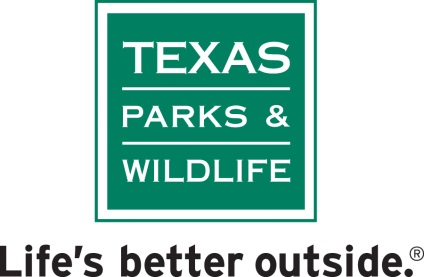 TEXAS
PARKS &
WILDLIFE
Life's better outside.®